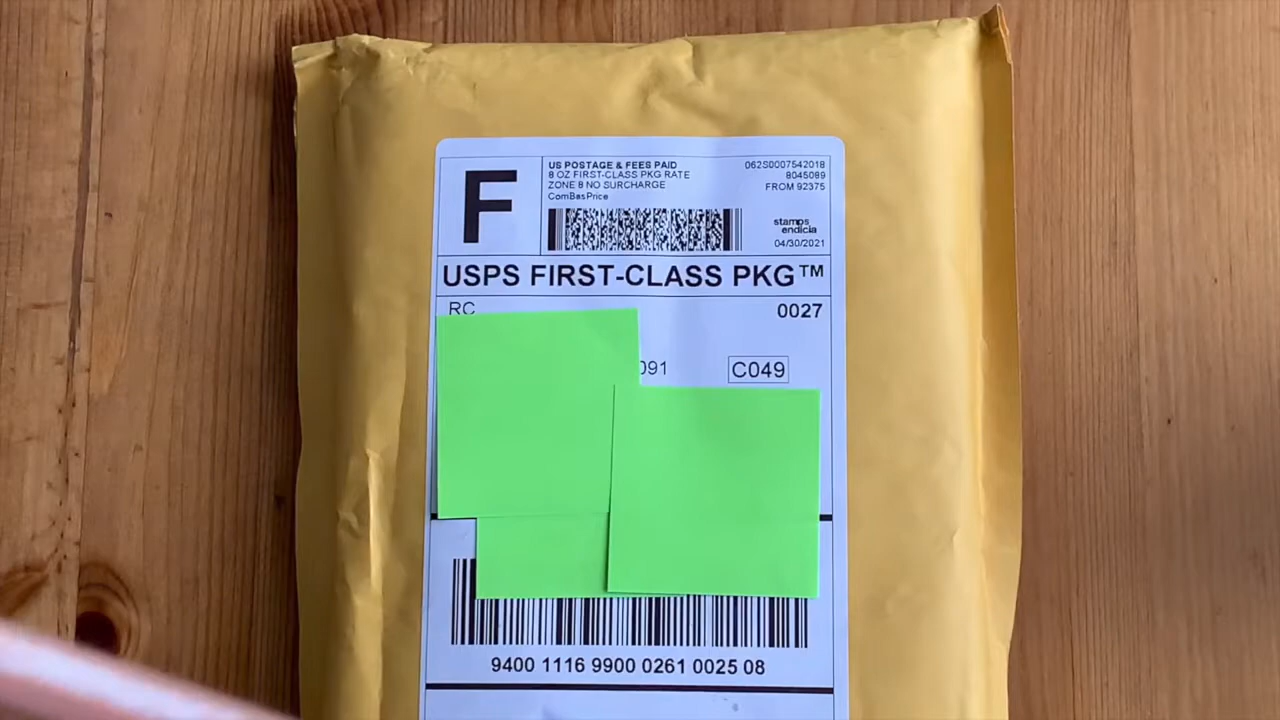 F
US POSTAGE & FEES PAID
8 OZ FIRST-CLASS PKG RATE
ZONE 8 NO SURCHARGE
ComBasPrice
062S0007542018
8045089
FROM 92375
stamps
endicia
04/30/2021
USPS FIRST-CLASS PKG™
RC
0027
091
C049
9400 1116 9900 0261 0025 08